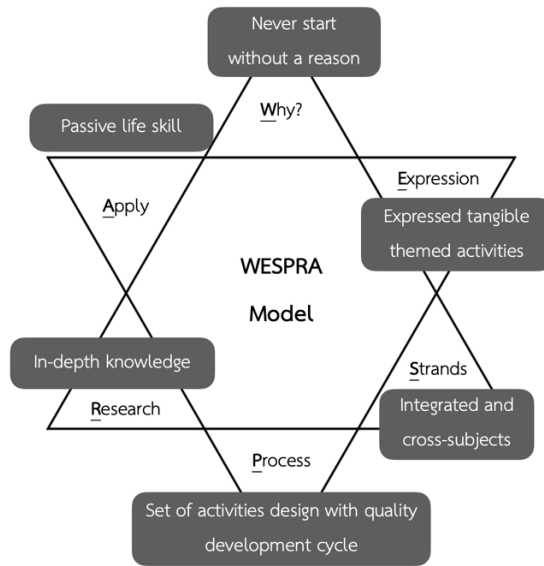 Never start
without a reason
Why?
Passive life skill
Expression
Apply
Expressed tangible
themed activities
WESPRA
Model
In-depth knowledge
Strands
Research
Integrated and
cross-subjects
Process
Set of activities design with quality
development cycle